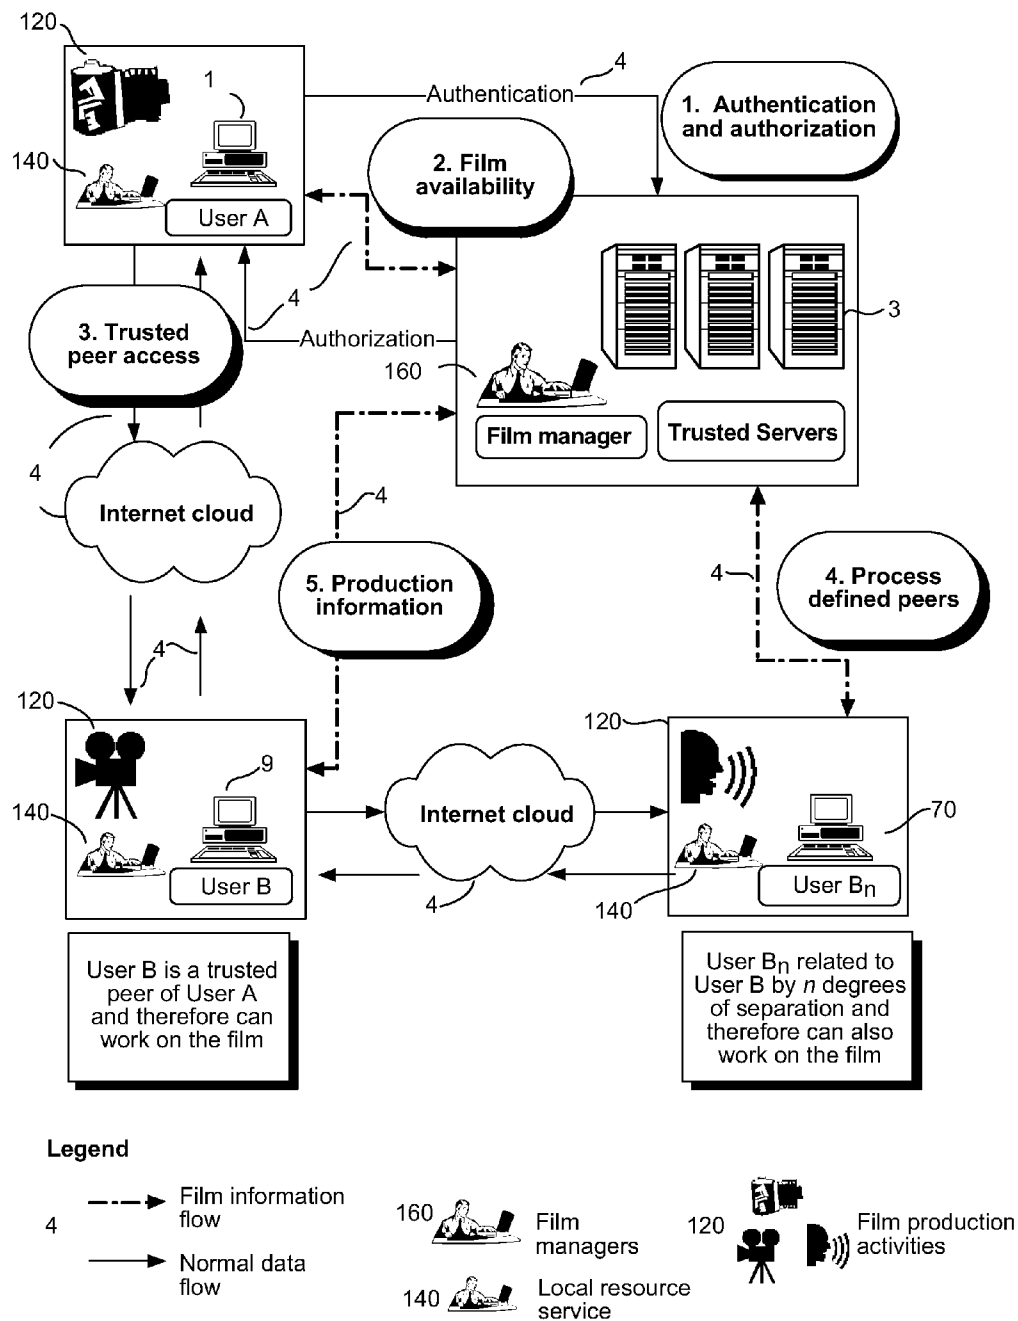 120
4
1
Authentication
1. Authentication
and authorization
140
2. Film
availability
User A
4
4
3
3. Trusted
peer access
Authorization
160
Film manager
Trusted Servers
4
Internet cloud
4
5. Production
information
4
4. Process
defined peers
4
120
120
9
140
Internet cloud
70
User B
4
140
User Bn
User B is a trusted
peer of User A
and therefore can
work on the film
User Bn related to
User B by n degrees
of separation and
therefore can also
work on the film
Legend
4
Film information
flow
Normal data
flow
160
Film
managers
140
Local resource
service
120
FILM
Film production
activities